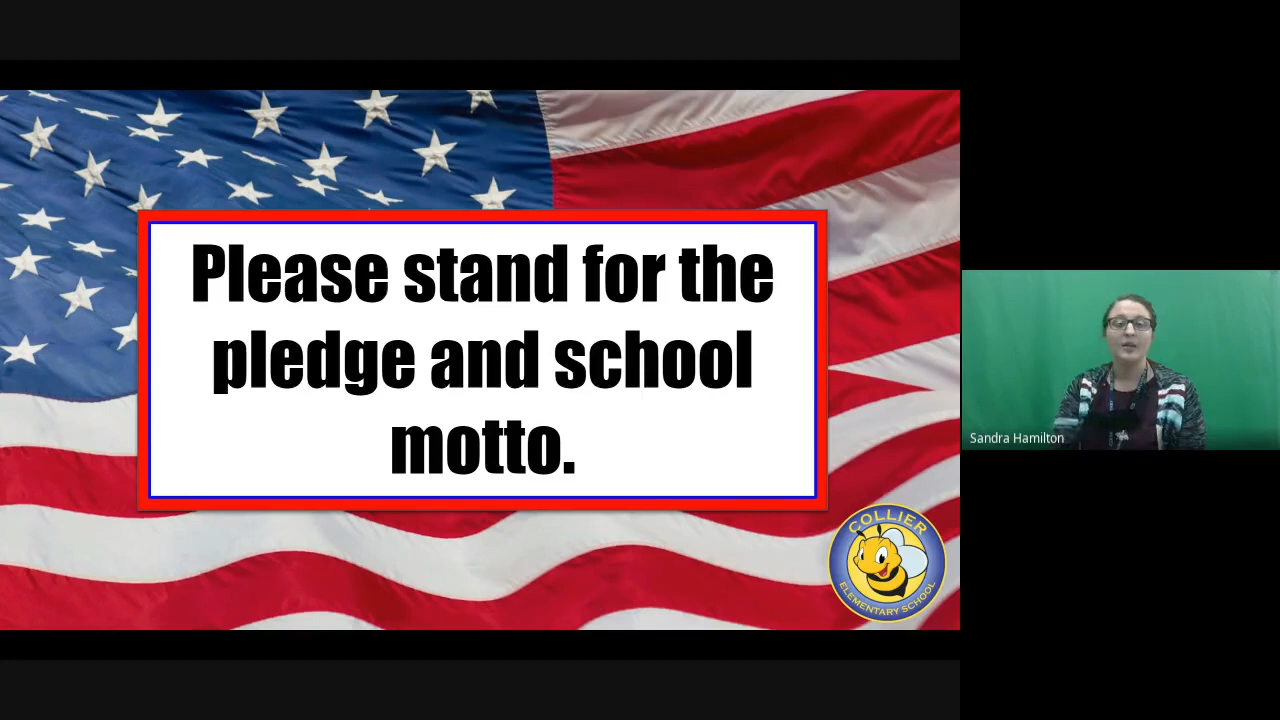 Please stand for the
pledge and school
motto.
COLLIER
ELEMENTARY SCHOOL
Sandra Hamilton